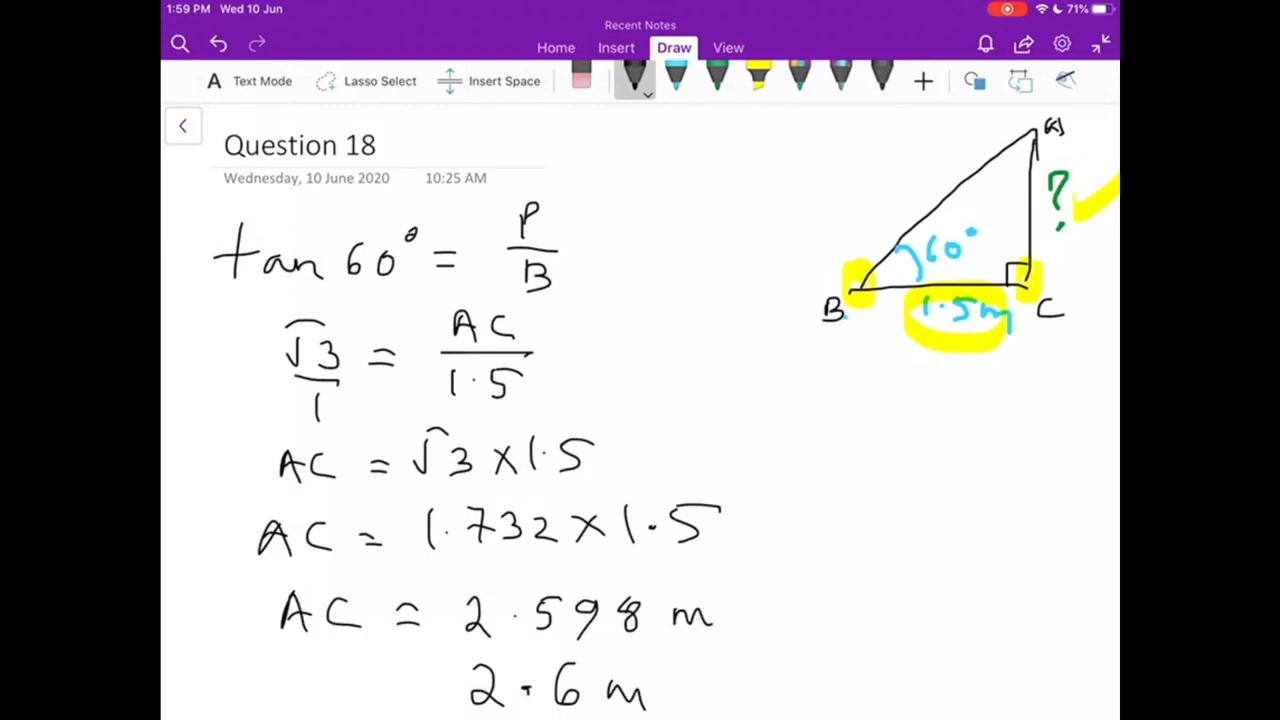 1:59 PM Wed 10 Jun
71%
Recent Notes
Home Insert Draw View
A Text Mode Lasso Select Insert Space
Question 18
Wednesday, 10 June 2020 10:25 AM
tan 60° = P/B
√3/1 = AC/1.5
AC = √3 × 1.5
AC = 1.732 × 1.5
AC = 2.598 m
2.6 m
A
?
60°
B 1.5m C